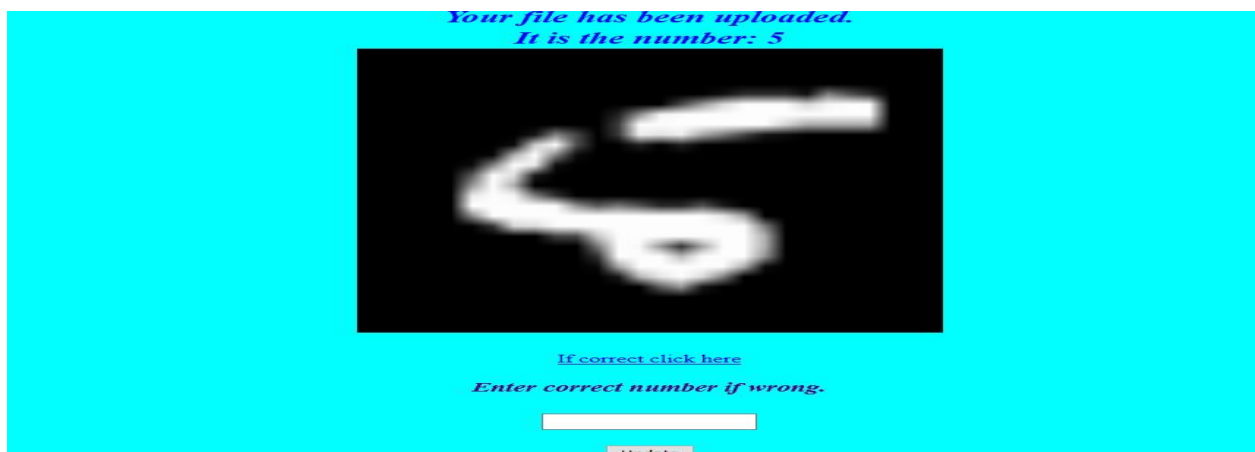 Your file has been uploaded.
It is the number: 5
5
If correct click here
Enter correct number if wrong.